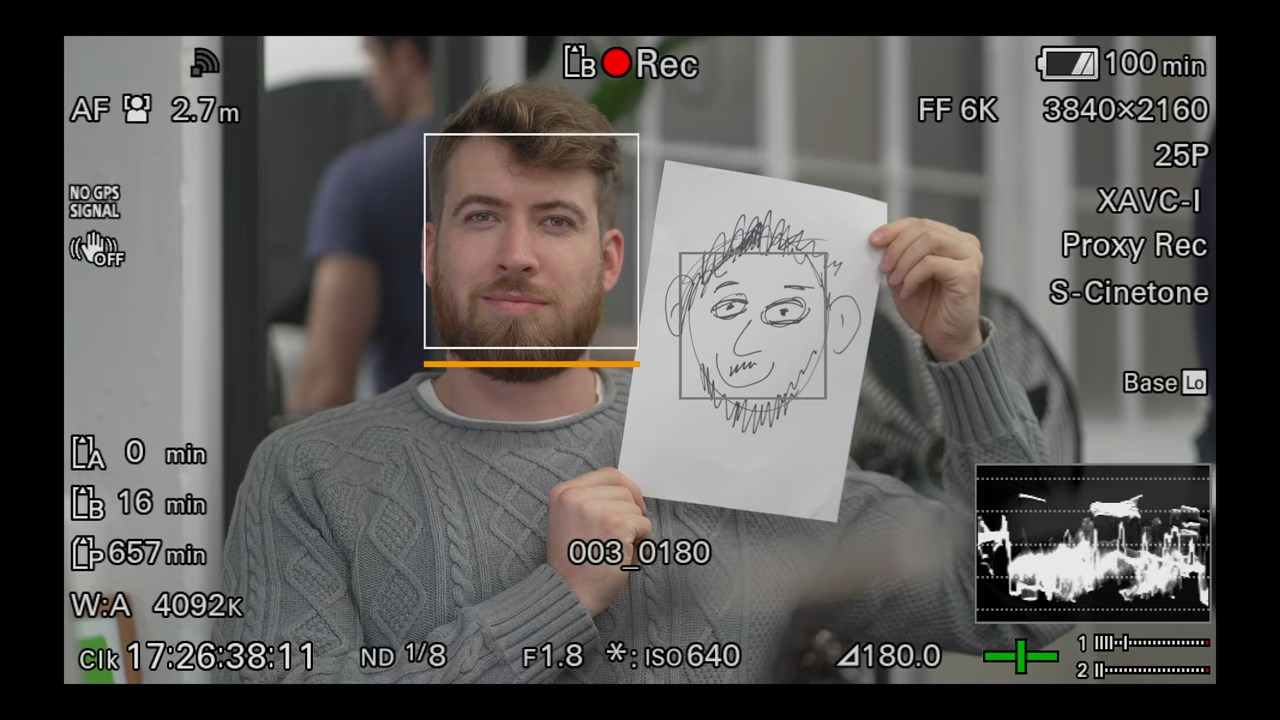 B Rec
100 min
AF 2.7m
FF 6K 3840×2160
25P
NO GPS
SIGNAL
XAVC-I
OFF
Proxy Rec
S-Cinetone
Base Lo
A 0 min
B 16 min
P 657 min
003_0180
W:A 4092K
Clk 17:26:38:11 ND 1/8 F1.8 *: ISO 640 180.0
1
2